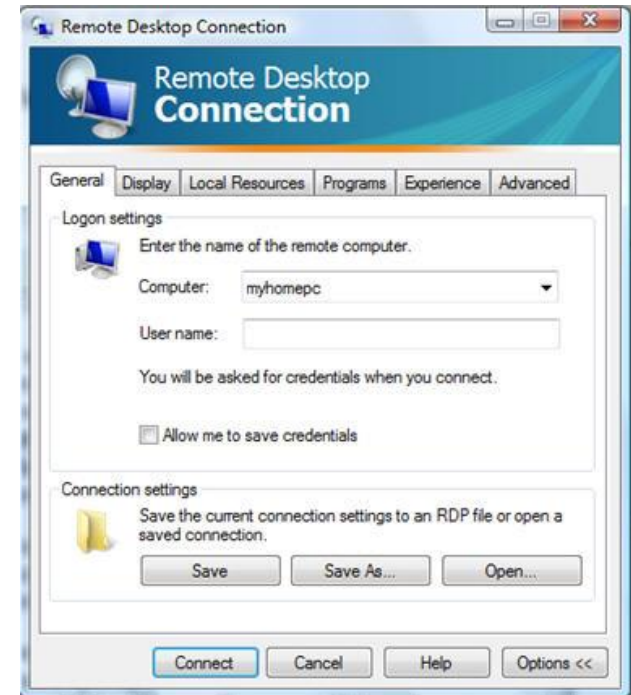 Remote Desktop Connection
Remote Desktop
Connection
General Display Local Resources Programs Experience Advanced
Logon settings
Enter the name of the remote computer.
Computer: myhomepc
User name:
You will be asked for credentials when you connect.
Allow me to save credentials
Connection settings
Save the current connection settings to an RDP file or open a
saved connection.
Save Save As... Open...
Connect Cancel Help Options <<